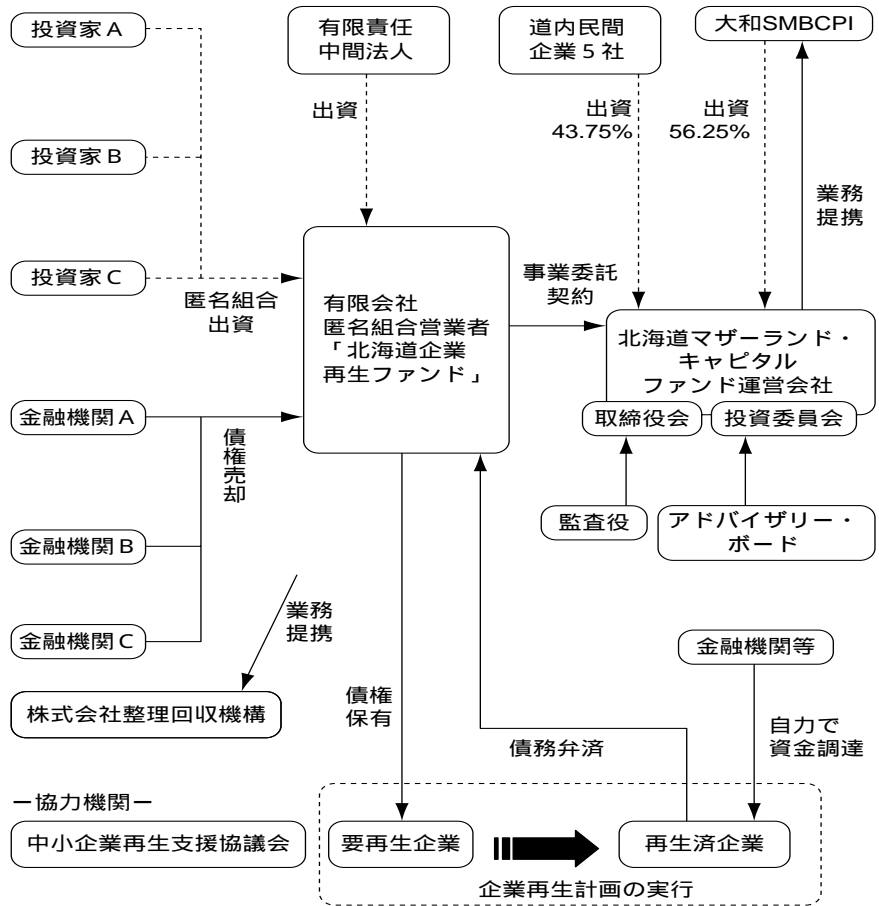 投資家A
有限責任
中間法人
道内民間
企業5社
大和SMBCPI
出資
出資
43.75%
出資
56.25%
投資家B
業務
提携
投資家C
匿名組合
出資
有限会社
匿名組合営業者
「北海道企業
再生ファンド」
事業委託
契約
北海道マザーランド・
キャピタル
ファンド運営会社
取締役会
投資委員会
金融機関A
債権売却
監査役
アドバイザリー・
ボード
金融機関B
金融機関C
業務
提携
株式会社整理回収機構
債権
保有
債務弁済
金融機関等
自力で
資金調達
ー協力機関ー
中小企業再生支援協議会
要再生企業
再生済企業
企業再生計画の実行